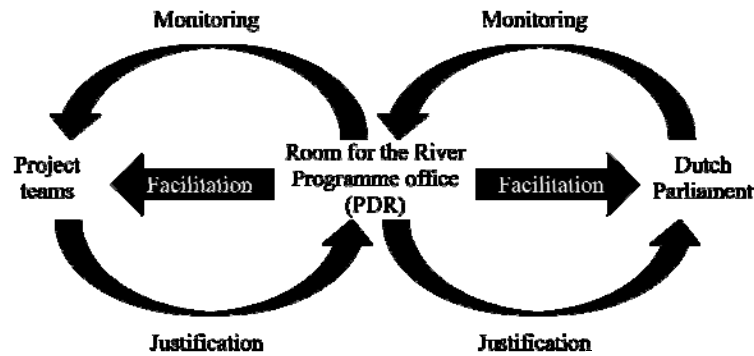 Monitoring
Monitoring
Project
teams
Facilitation
Room for the River
Programme office
(PDR)
Facilitation
Dutch
Parliament
Justification
Justification